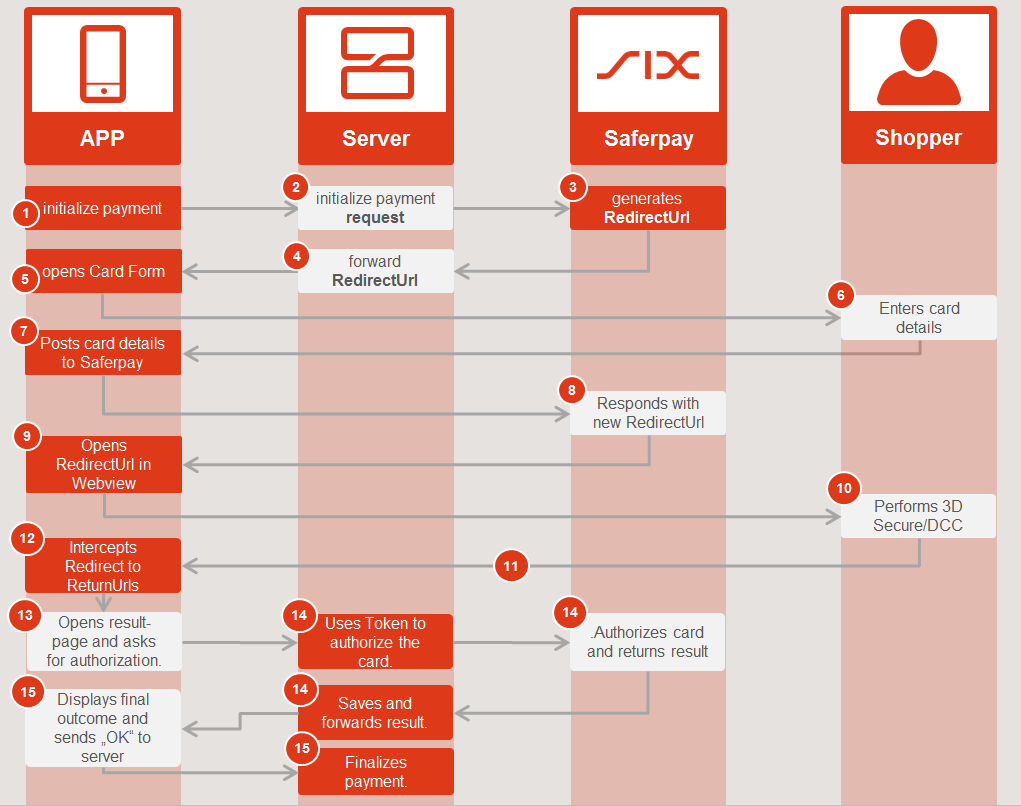 SIX
APP
Server
Saferpay
Shopper
1
initialize payment
2
initialize payment
request
3
generates
RedirectUrl
4
forward
RedirectUrl
5
opens Card Form
6
Enters card
details
7
Posts card details
to Saferpay
8
Responds with
new RedirectUrl
9
Opens
RedirectUrl in
Webview
10
Performs 3D
Secure/DCC
11
12
Intercepts
Redirect to
ReturnUrls
13
Opens result-
page and asks
for authorization.
14
Uses Token to
authorize the
card.
14
.Authorizes card
and returns result
14
Saves and
forwards result.
15
Displays final
outcome and
sends „OK“ to
server
15
Finalizes
payment.